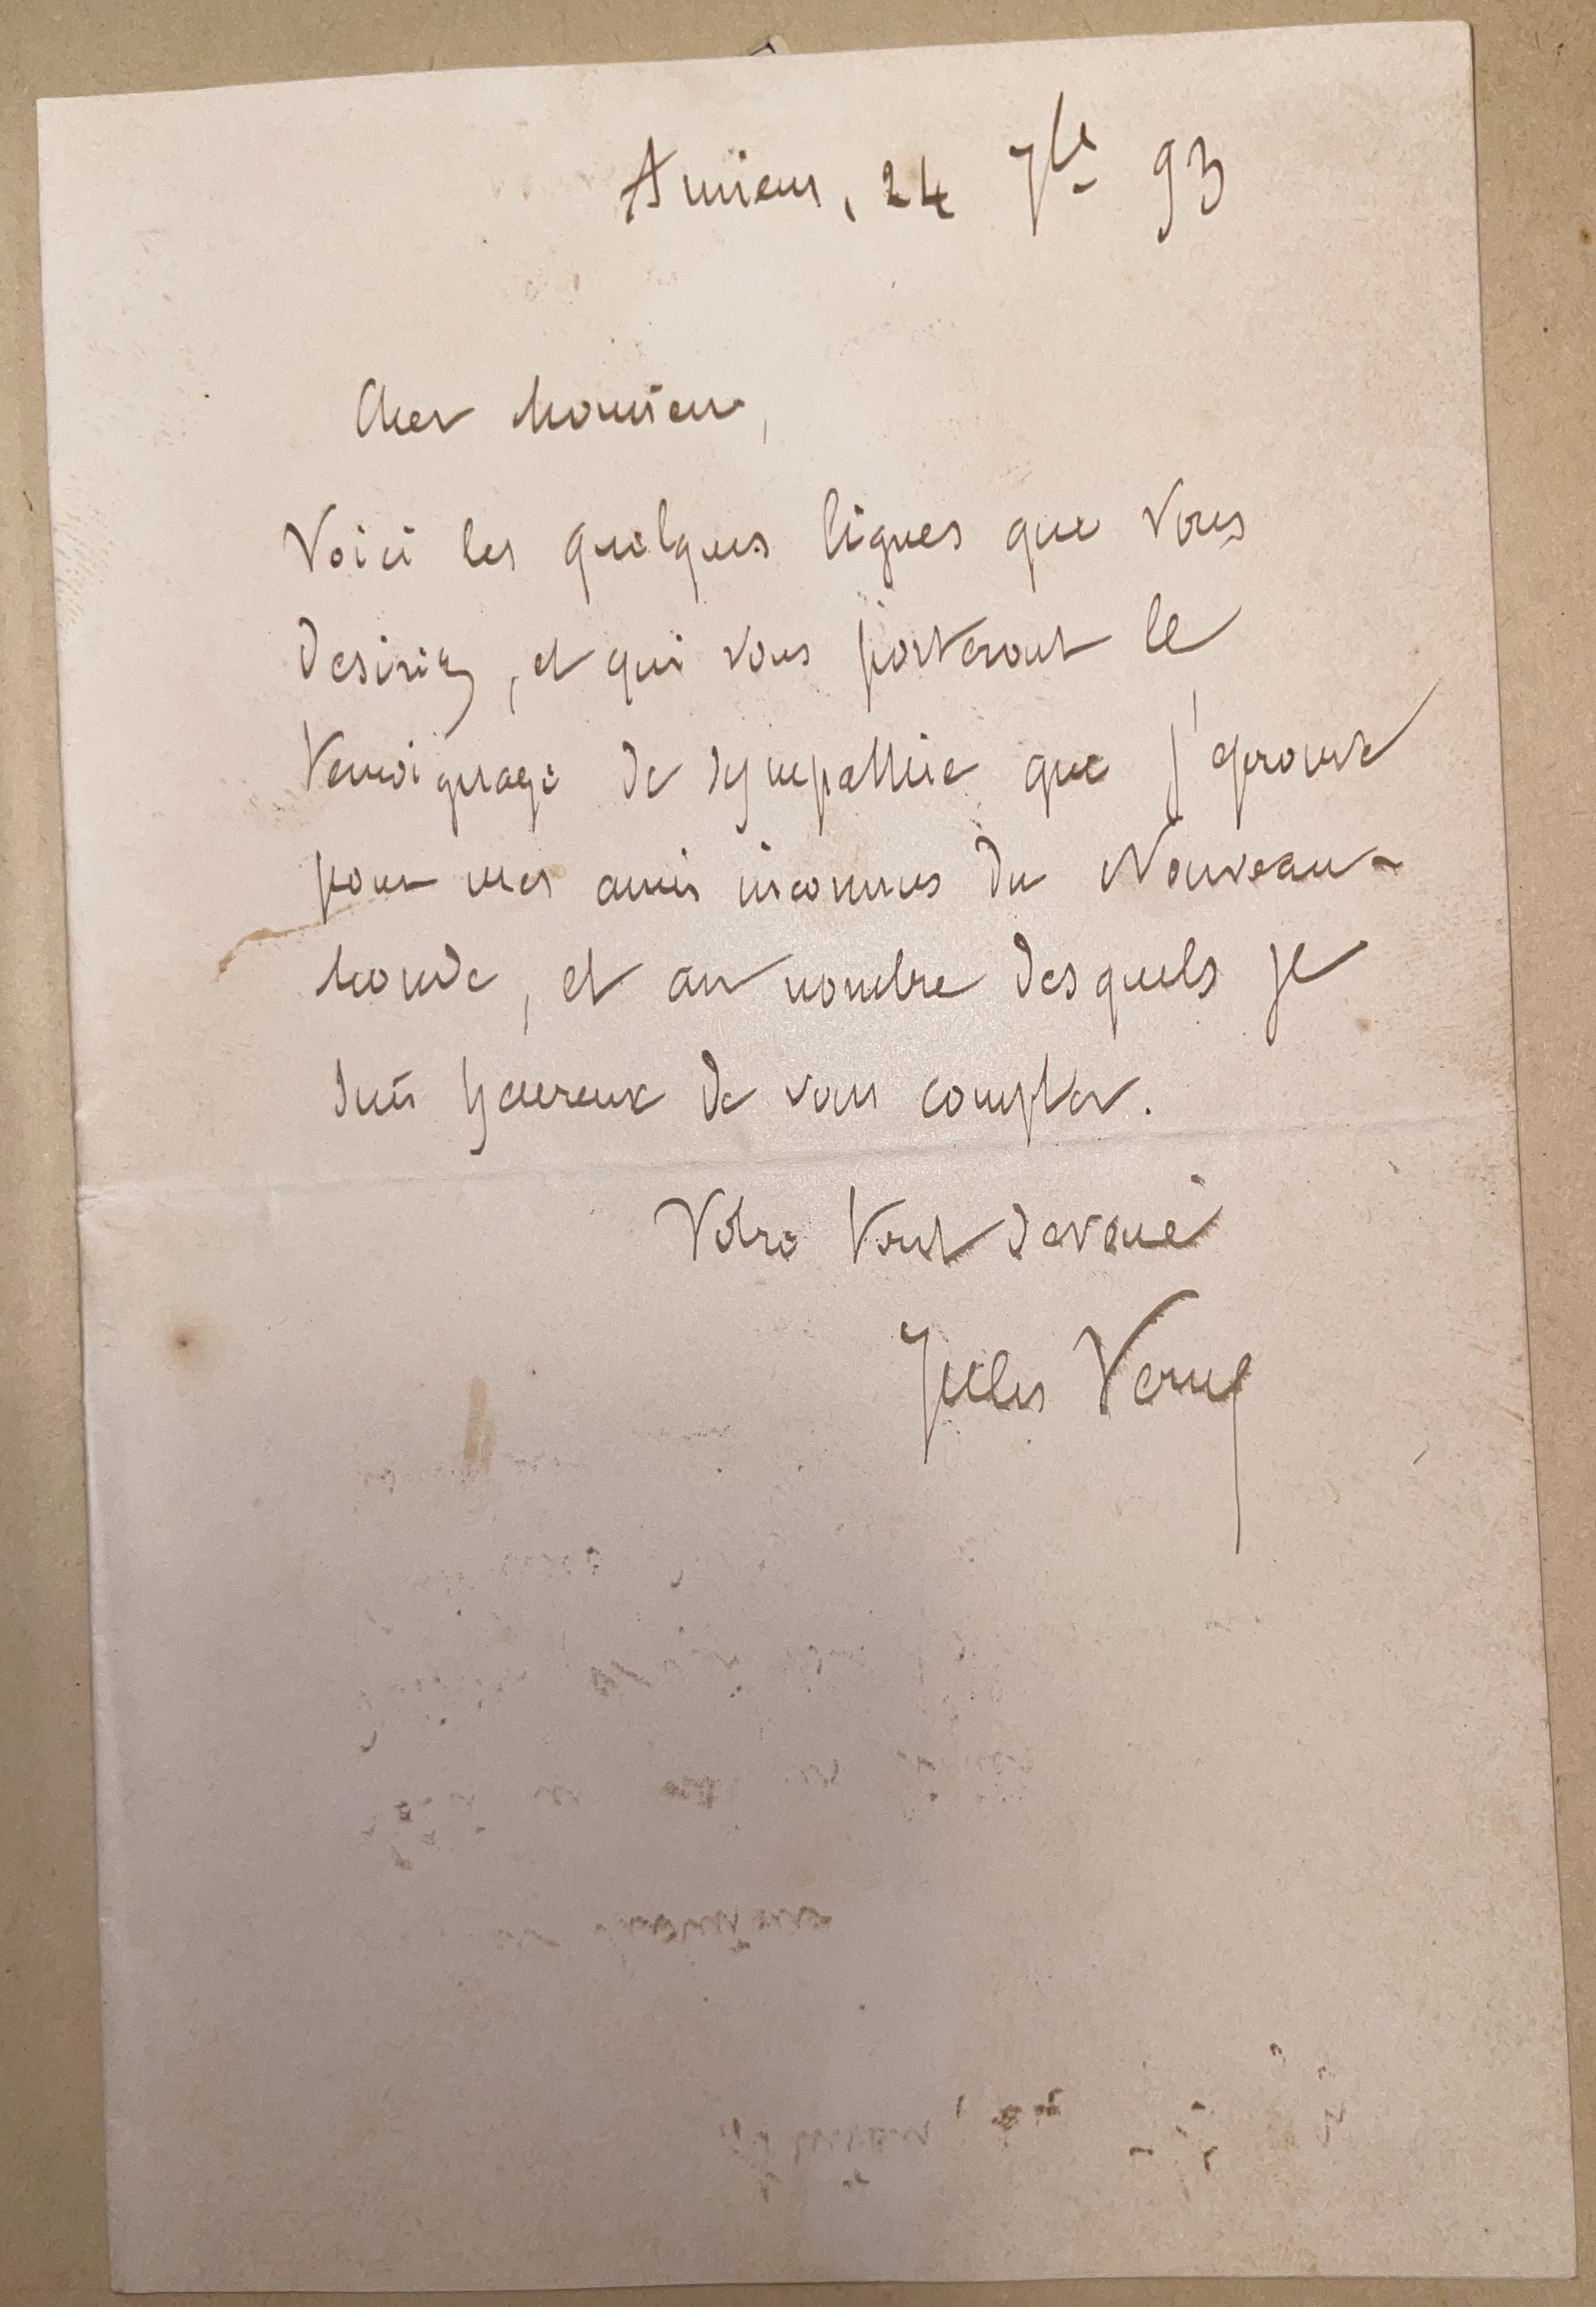 Amiens, 24 7bre 93
Cher Monsieur,
Voici les quelques lignes que vous
desiriez, et qui vous porteront le
temoignage de sympathie que j'eprouve
pour mes amis inconnus du Nouveau-
Monde, et au nombre desquels je
suis heureux de vous compter.
Votre tout devoué
Jules Verne